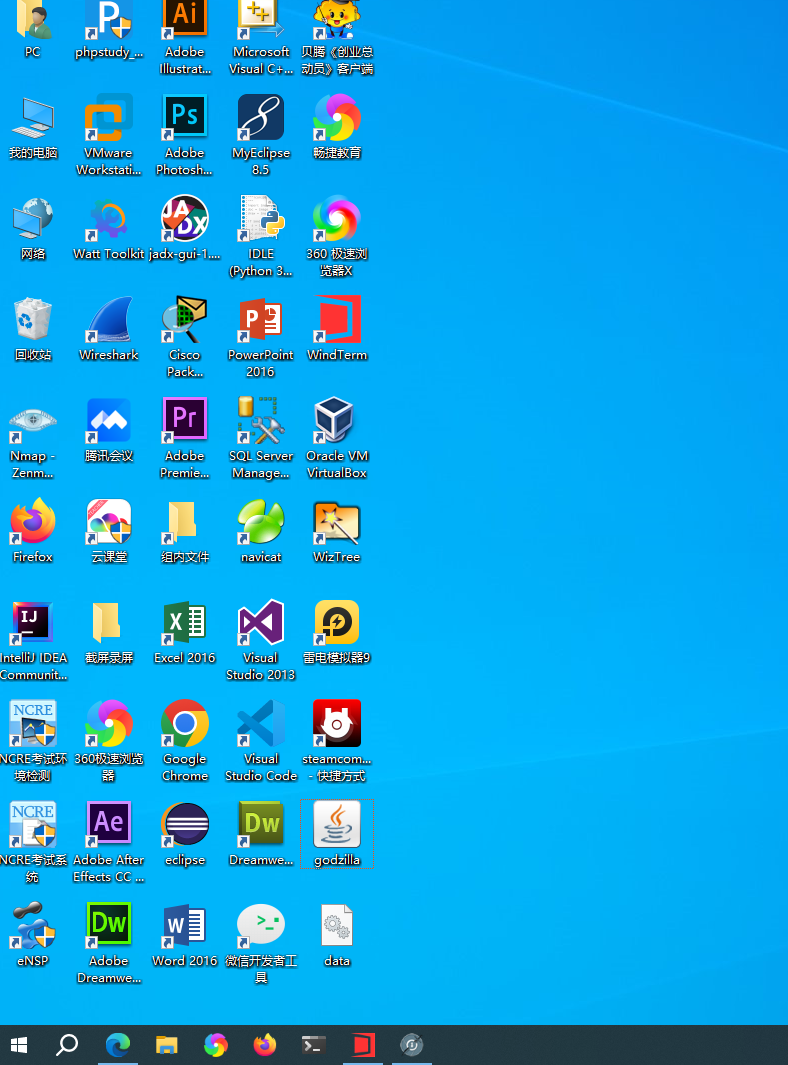 PC
phpstudy_...
Adobe
Illustrat...
Microsoft
Visual C+...
贝腾《创业总
动员》客户端
我的电脑
VMware
Workstati...
Adobe
Photosh...
MyEclipse
8.5
畅捷教育
网络
Watt Toolkit
jadx-gui-1....
IDLE
(Python 3...
360 极速浏
览器X
回收站
Wireshark
Cisco
Pack...
PowerPoint
2016
WindTerm
Nmap -
Zenm...
腾讯会议
Adobe
Premie...
SQL Server
Manage...
Oracle VM
VirtualBox
Firefox
云课堂
组内文件
navicat
WizTree
IntelliJ IDEA
Communit...
截屏录屏
Excel 2016
Visual
Studio 2013
雷电模拟器9
NCRE考试环
境检测
360极速浏览
器
Google
Chrome
Visual
Studio Code
steamcom...
- 快捷方式
NCRE考试系
统
Adobe After
Effects CC ...
eclipse
Dreamwe...
godzilla
eNSP
Adobe
Dreamwe...
Word 2016
微信开发者工
具
data